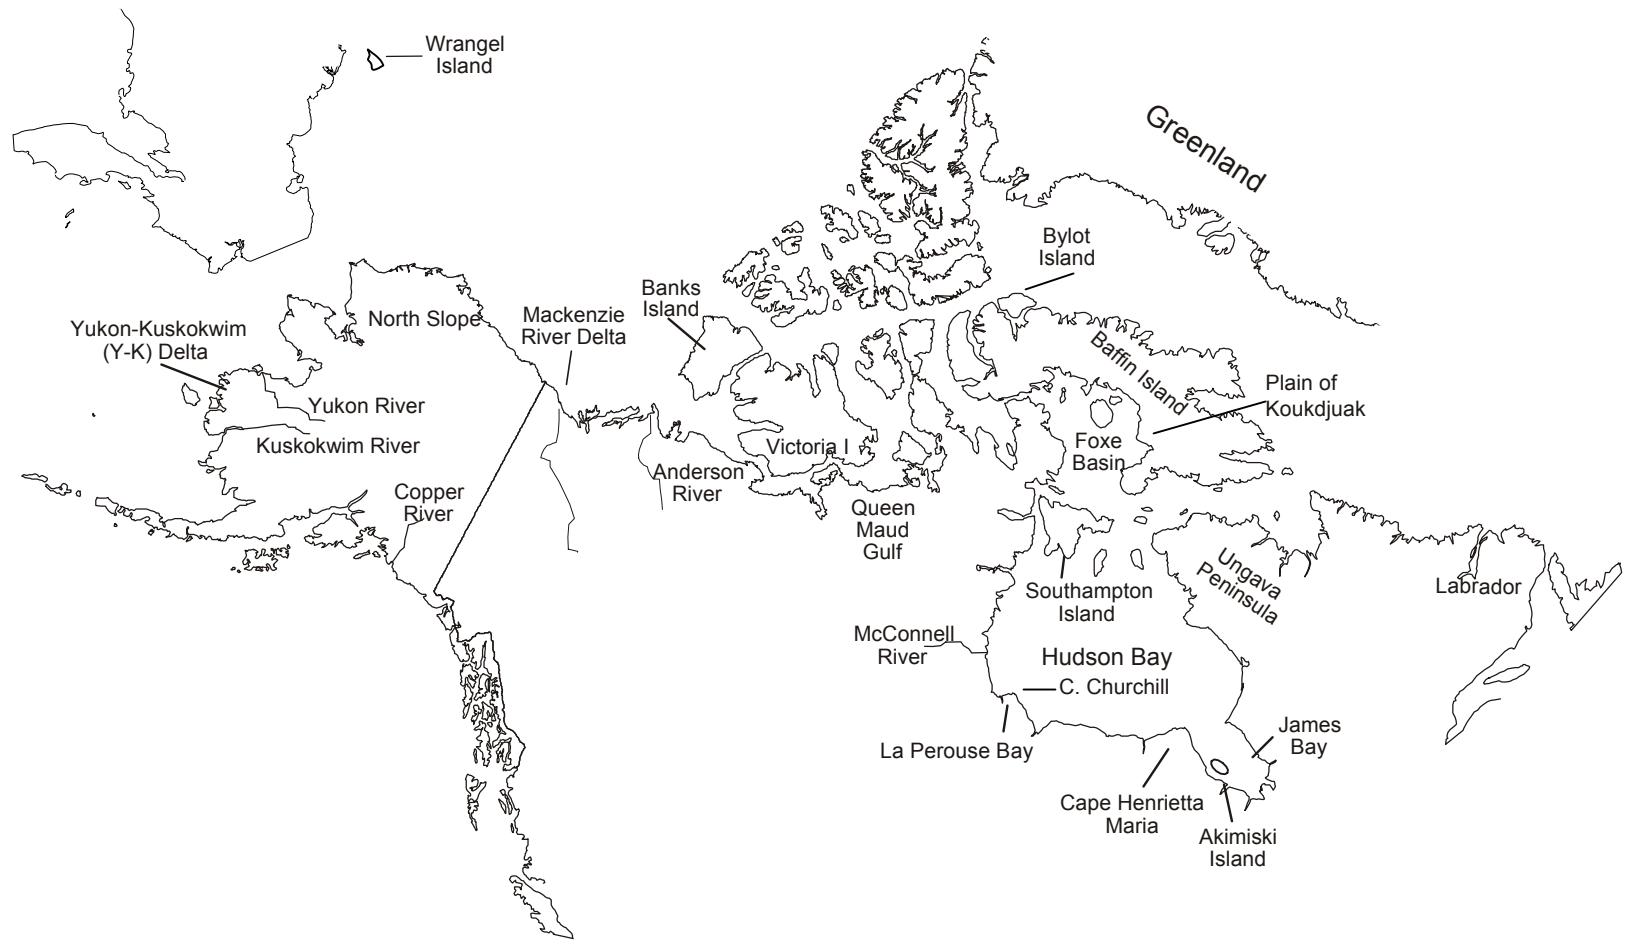 Wrangel
Island
Greenland
Bylot
Island
Banks
Island
Mackenzie
River Delta
North Slope
Yukon-Kuskokwim
(Y-K) Delta
Baffin Island
Plain of
Koukdjuak
Yukon River
Kuskokwim River
Victoria I
Foxe
Basin
Anderson
River
Copper
River
Queen
Maud
Gulf
Southampton
Island
Ungava
Peninsula
Labrador
McConnell
River
Hudson Bay
C. Churchill
La Perouse Bay
James
Bay
Cape Henrietta
Maria
Akimiski
Island